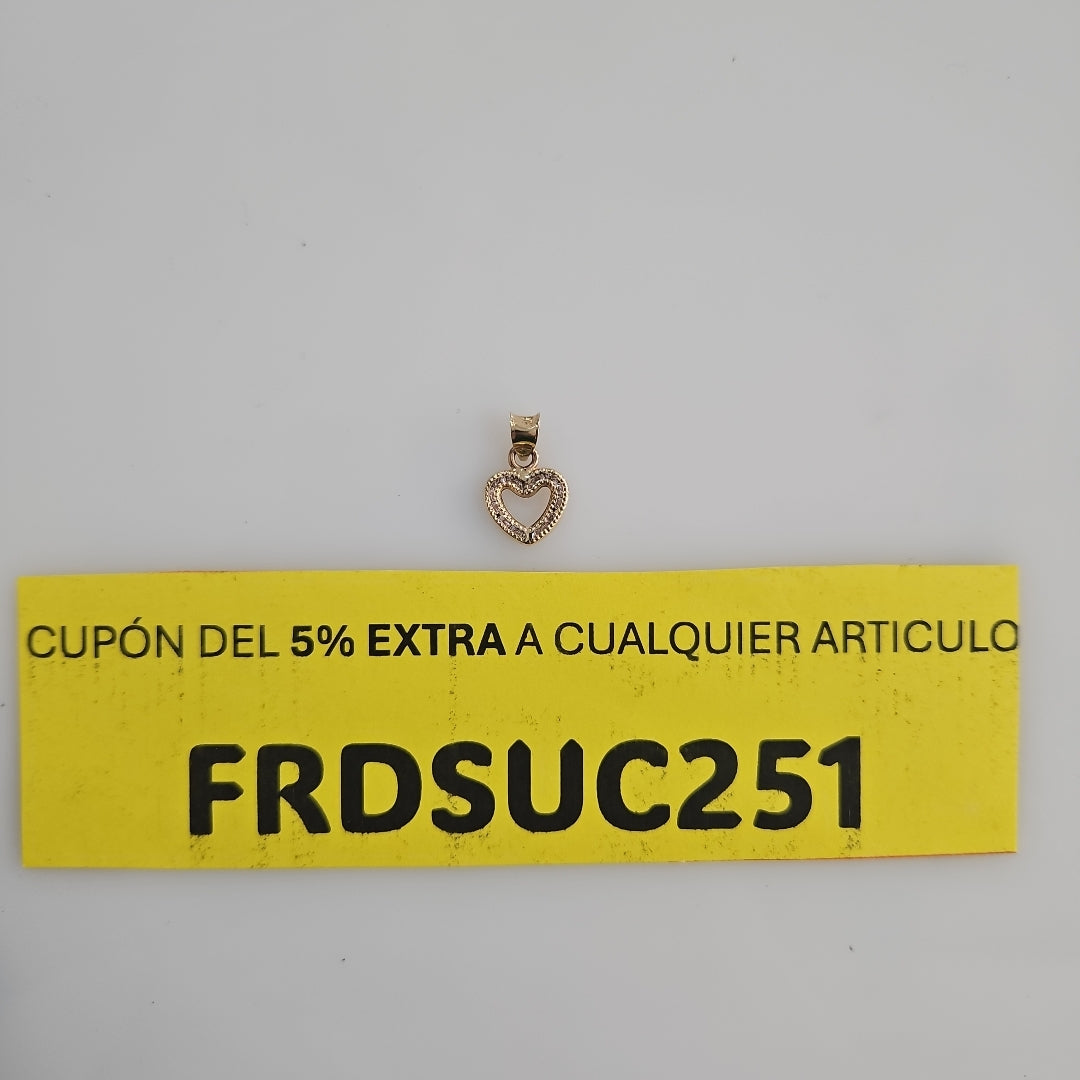 CUPÓN DEL 5% EXTRA A CUALQUIER ARTICULO
FRDSUC251